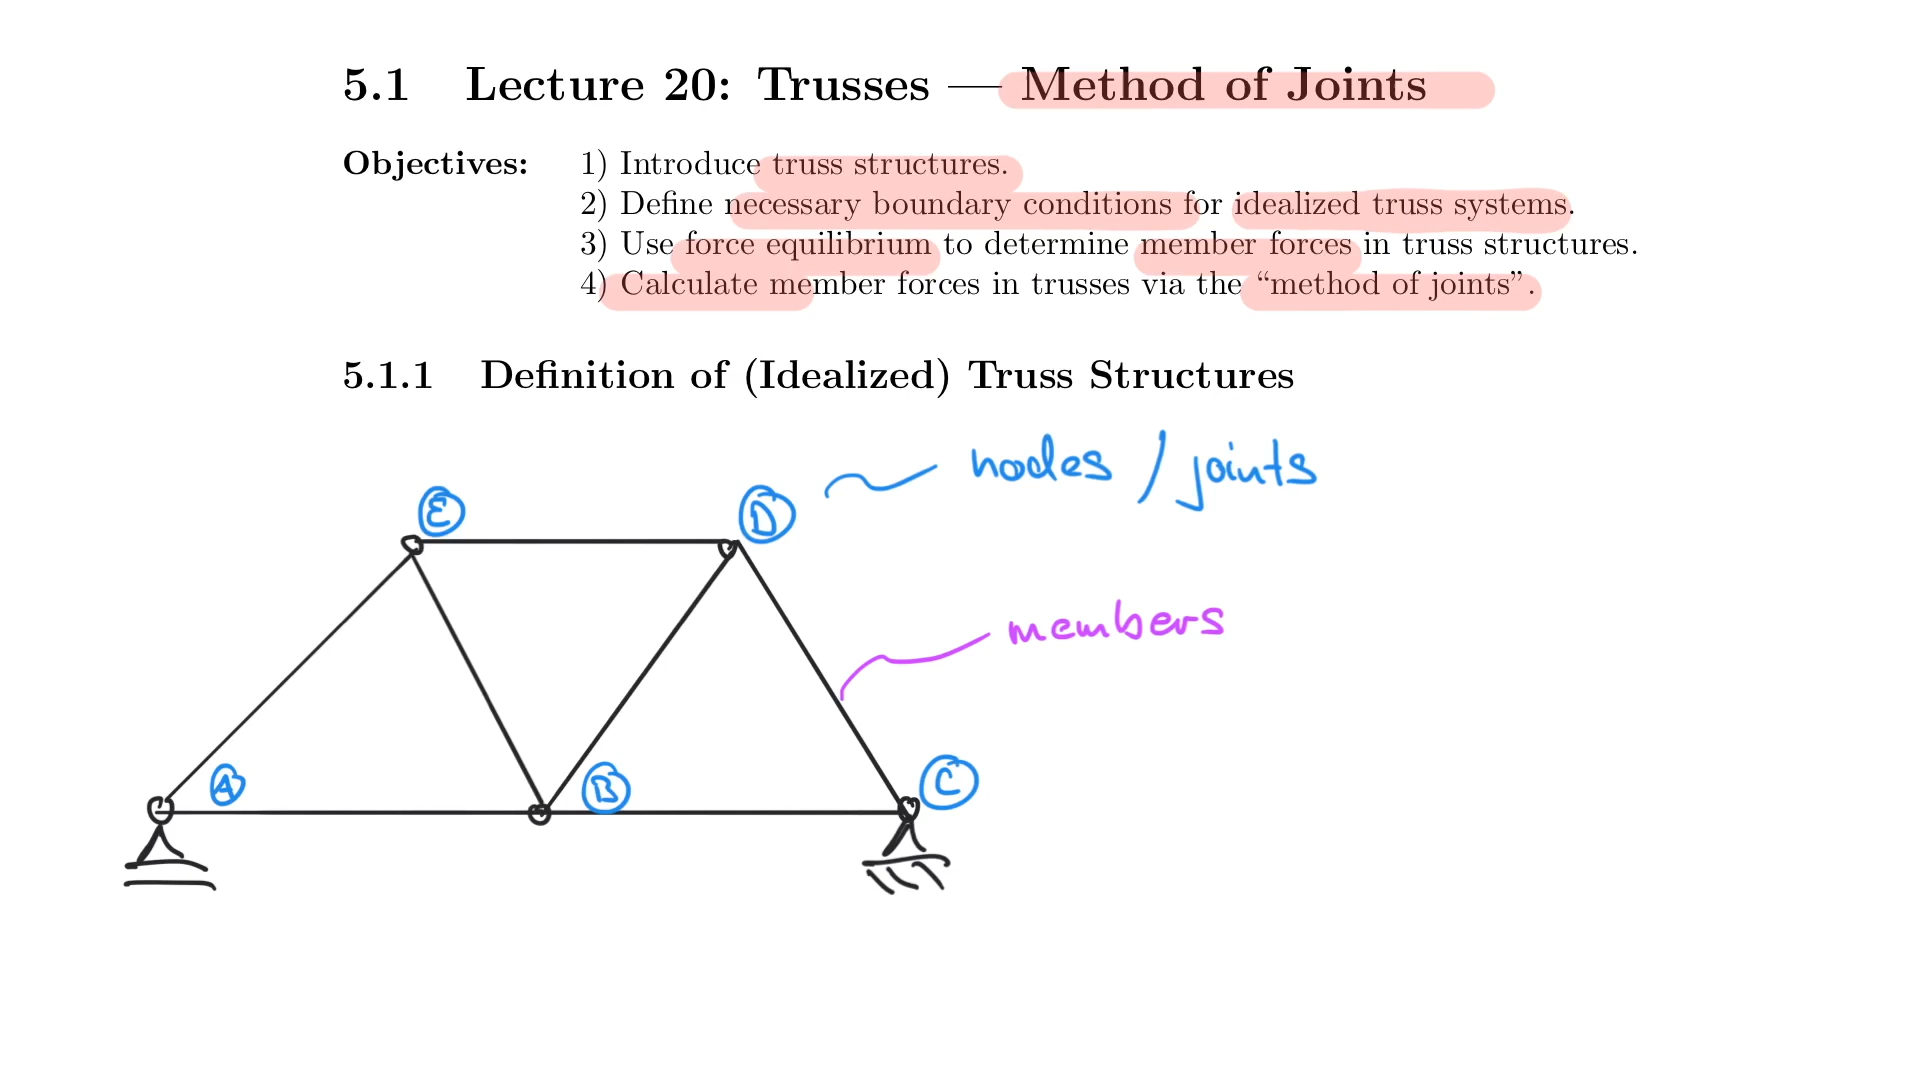 5.1 Lecture 20: Trusses — Method of Joints
Objectives: 1) Introduce truss structures.
2) Define necessary boundary conditions for idealized truss systems.
3) Use force equilibrium to determine member forces in truss structures.
4) Calculate member forces in trusses via the “method of joints”.
5.1.1 Definition of (Idealized) Truss Structures
nodes / joints
E
D
members
A
B
C